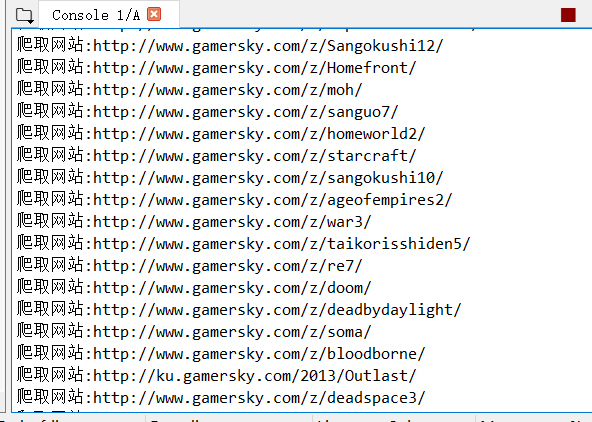 Console 1/A
爬取网站:http://www.gamersky.com/z/Sangokushi12/
爬取网站:http://www.gamersky.com/z/Homefront/
爬取网站:http://www.gamersky.com/z/moh/
爬取网站:http://www.gamersky.com/z/sanguo7/
爬取网站:http://www.gamersky.com/z/homeworld2/
爬取网站:http://www.gamersky.com/z/starcraft/
爬取网站:http://www.gamersky.com/z/sangokushi10/
爬取网站:http://www.gamersky.com/z/ageofempires2/
爬取网站:http://www.gamersky.com/z/war3/
爬取网站:http://www.gamersky.com/z/taikorisshiden5/
爬取网站:http://www.gamersky.com/z/re7/
爬取网站:http://www.gamersky.com/z/doom/
爬取网站:http://www.gamersky.com/z/deadbydaylight/
爬取网站:http://www.gamersky.com/z/soma/
爬取网站:http://www.gamersky.com/z/bloodborne/
爬取网站:http://ku.gamersky.com/2013/Outlast/
爬取网站:http://www.gamersky.com/z/deadspace3/